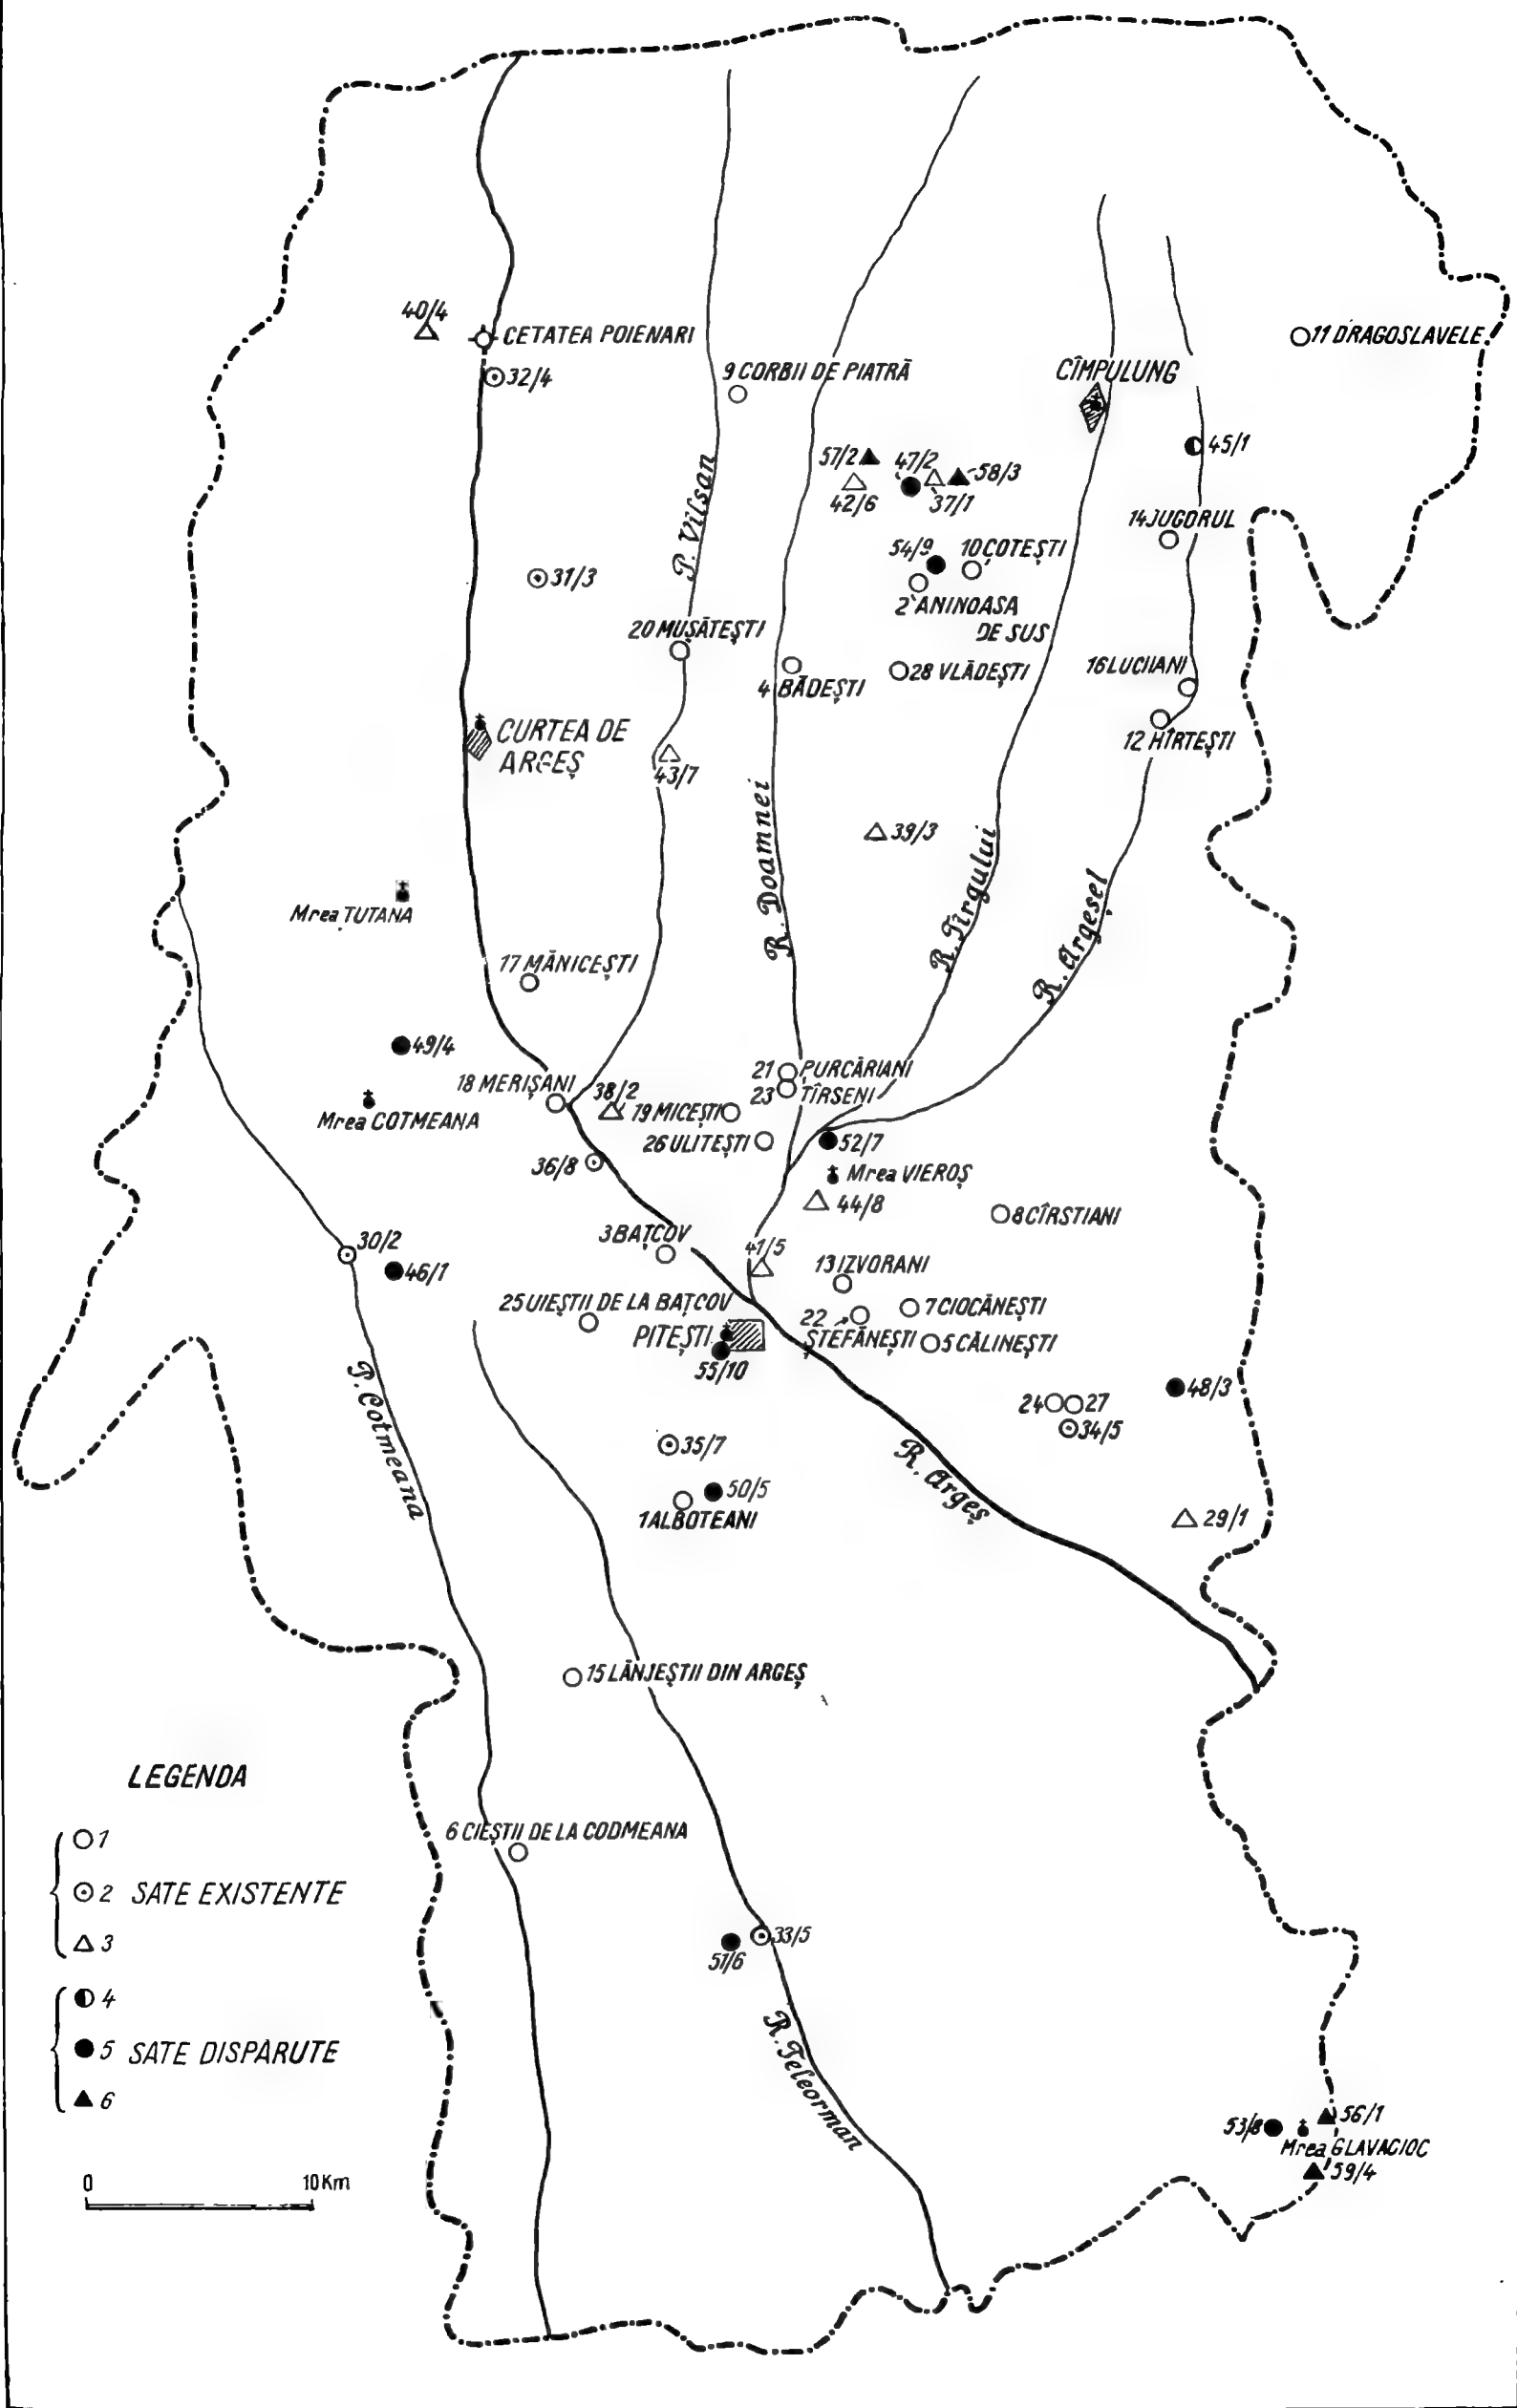 40/4
CETATEA POIENARI
32/4
9 CORBII DE PIATRĂ
CÎMPULUNG
11 DRAGOSLAVELE
45/1
57/2
47/2
58/3
42/6
37/1
P. Vîlsan
14 JUGORUL
54/9
10 COTEȘTI
31/3
2 ANINOASA
DE SUS
20 MUȘĂTEȘTI
4 BĂDEȘTI
28 VLĂDEȘTI
16 LUCIIANI
12 HÎRTEȘTI
CURTEA DE
ARGEȘ
43/7
39/3
R. Doamnei
R. Tîrgului
R. Argeșel
Mrea TUTANA
17 MĂNICEȘTI
49/4
18 MERIȘANI
38/2
19 MICEȘTI
21 PURCĂRIANI
23 TÎRSENI
Mrea COTMEANA
26 ULITEȘTI
52/7
36/8
Mrea VIEROȘ
44/8
8 CÎRSTIANI
30/2
3 BAȚCOV
41/5
46/1
13 IZVORANI
25 UIEȘTII DE LA BAȚCOV
7 CIOCĂNEȘTI
22
PITEȘTI
ȘTEFĂNEȘTI
5 CĂLINEȘTI
55/10
48/3
24
27
34/5
P. Cotmeana
35/7
R. Argeș
50/5
1 ALBOTEANI
29/1
15 LĂNJEȘTII DIN ARGEȘ
6 CIEȘTII DE LA CODMEANA
33/5
51/6
R. Teleorman
53/8
56/1
Mrea GLAVACIOC
59/4
LEGENDA
1
2 SATE EXISTENTE
3
4
5 SATE DISPARUTE
6
0 10 Km